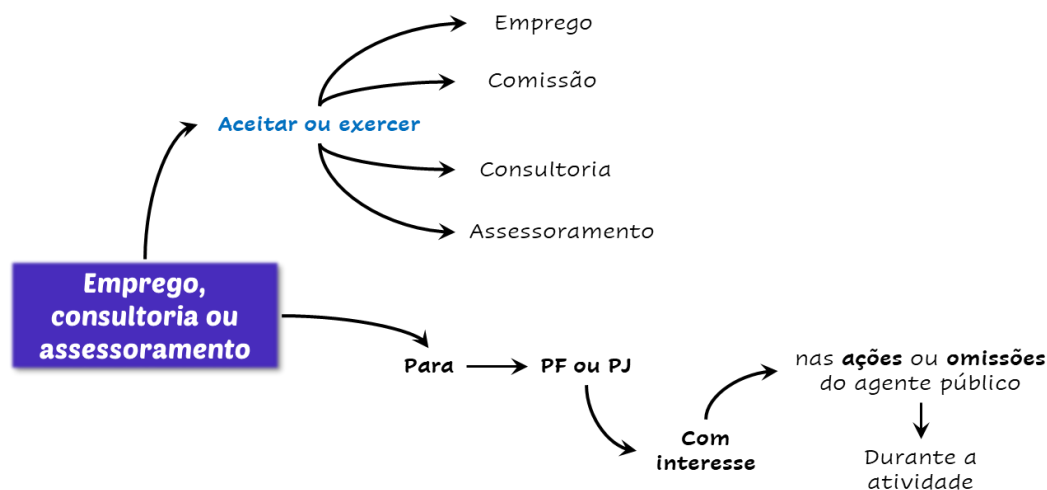 Emprego
Comissão
Aceitar ou exercer
Consultoria
Assessoramento
Emprego,
consultoria ou
assessoramento
Para
PF ou PJ
nas ações ou omissões
do agente público
Com
interesse
Durante a
atividade